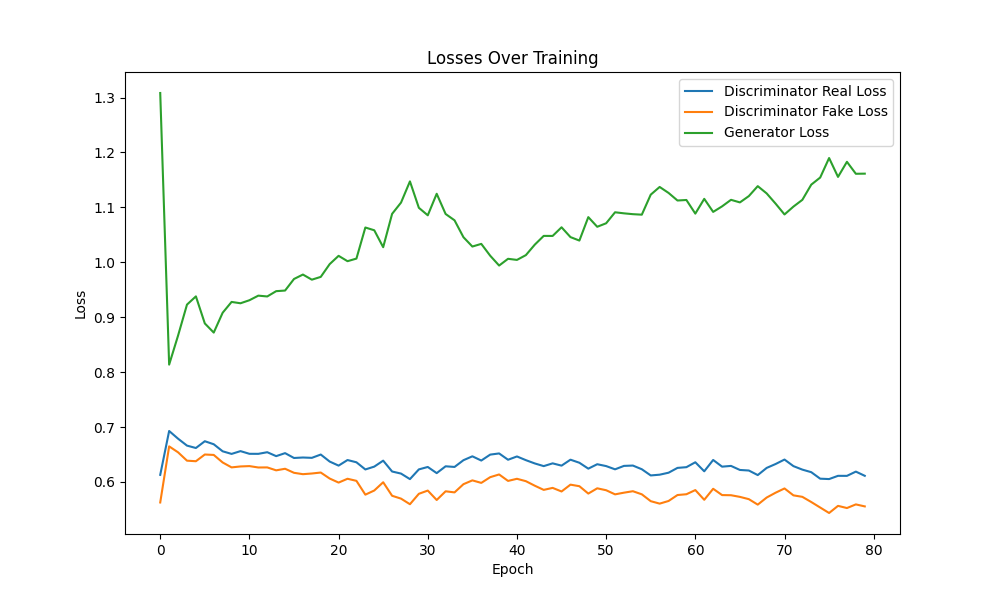 Losses Over Training
Discriminator Real Loss
Discriminator Fake Loss
Generator Loss
1.3
1.2
1.1
1.0
0.9
0.8
0.7
0.6
Loss
0 10 20 30 40 50 60 70 80
Epoch